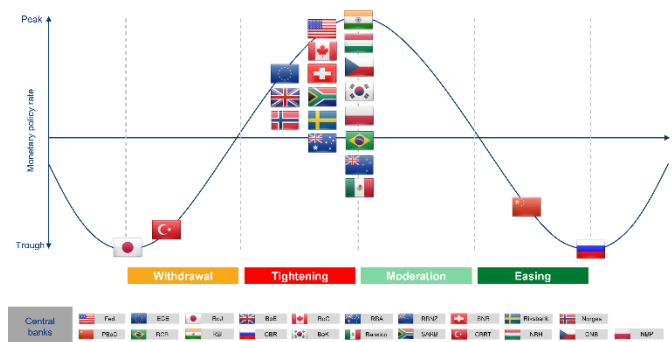 Peak
Monetary policy rate
Trough
Withdrawal Tightening Moderation Easing
Central banks
Fed ECB BoJ BoE BoC RBA RBNZ SNB Riksbank Norges
PBoC BCB RBI CBR BoK Banxico SARB CBRT NBH CNB NBP